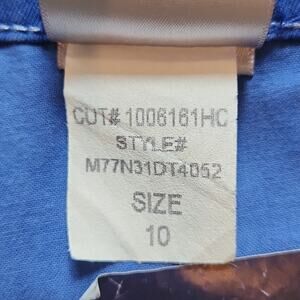 CUT# 1006161HC
STYLE#
M77N31DT4052
SIZE
10